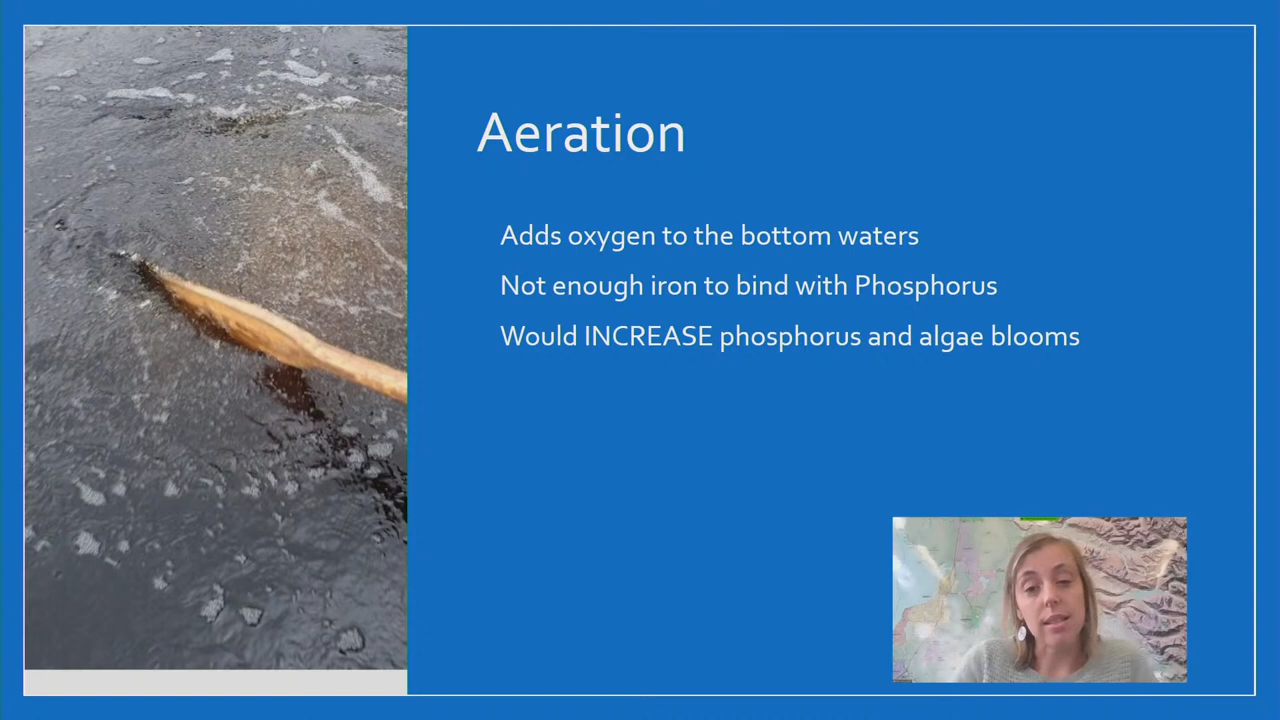 Aeration
Adds oxygen to the bottom waters
Not enough iron to bind with Phosphorus
Would INCREASE phosphorus and algae blooms